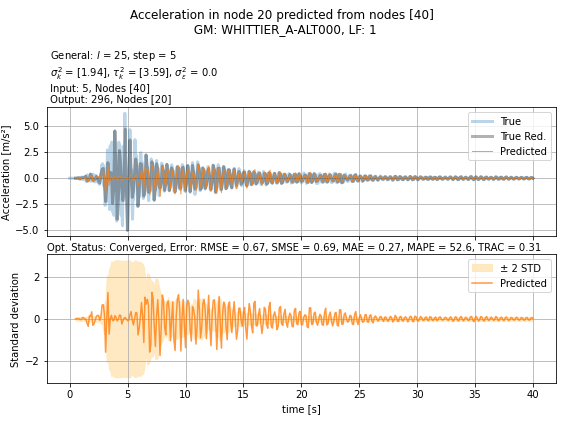 Acceleration in node 20 predicted from nodes [40]
GM: WHITTIER_A-ALT000, LF: 1
General: l = 25, step = 5
σ²ₖ = [1.94], τ²ₖ = [3.59], σ²ε = 0.0
Input: 5, Nodes [40]
Output: 296, Nodes [20]
Acceleration [m/s²]
5.0
2.5
0.0
−2.5
−5.0
True
True Red.
Predicted
Opt. Status: Converged, Error: RMSE = 0.67, SMSE = 0.69, MAE = 0.27, MAPE = 52.6, TRAC = 0.31
Standard deviation
2
0
−2
± 2 STD
Predicted
0 5 10 15 20 25 30 35 40
time [s]